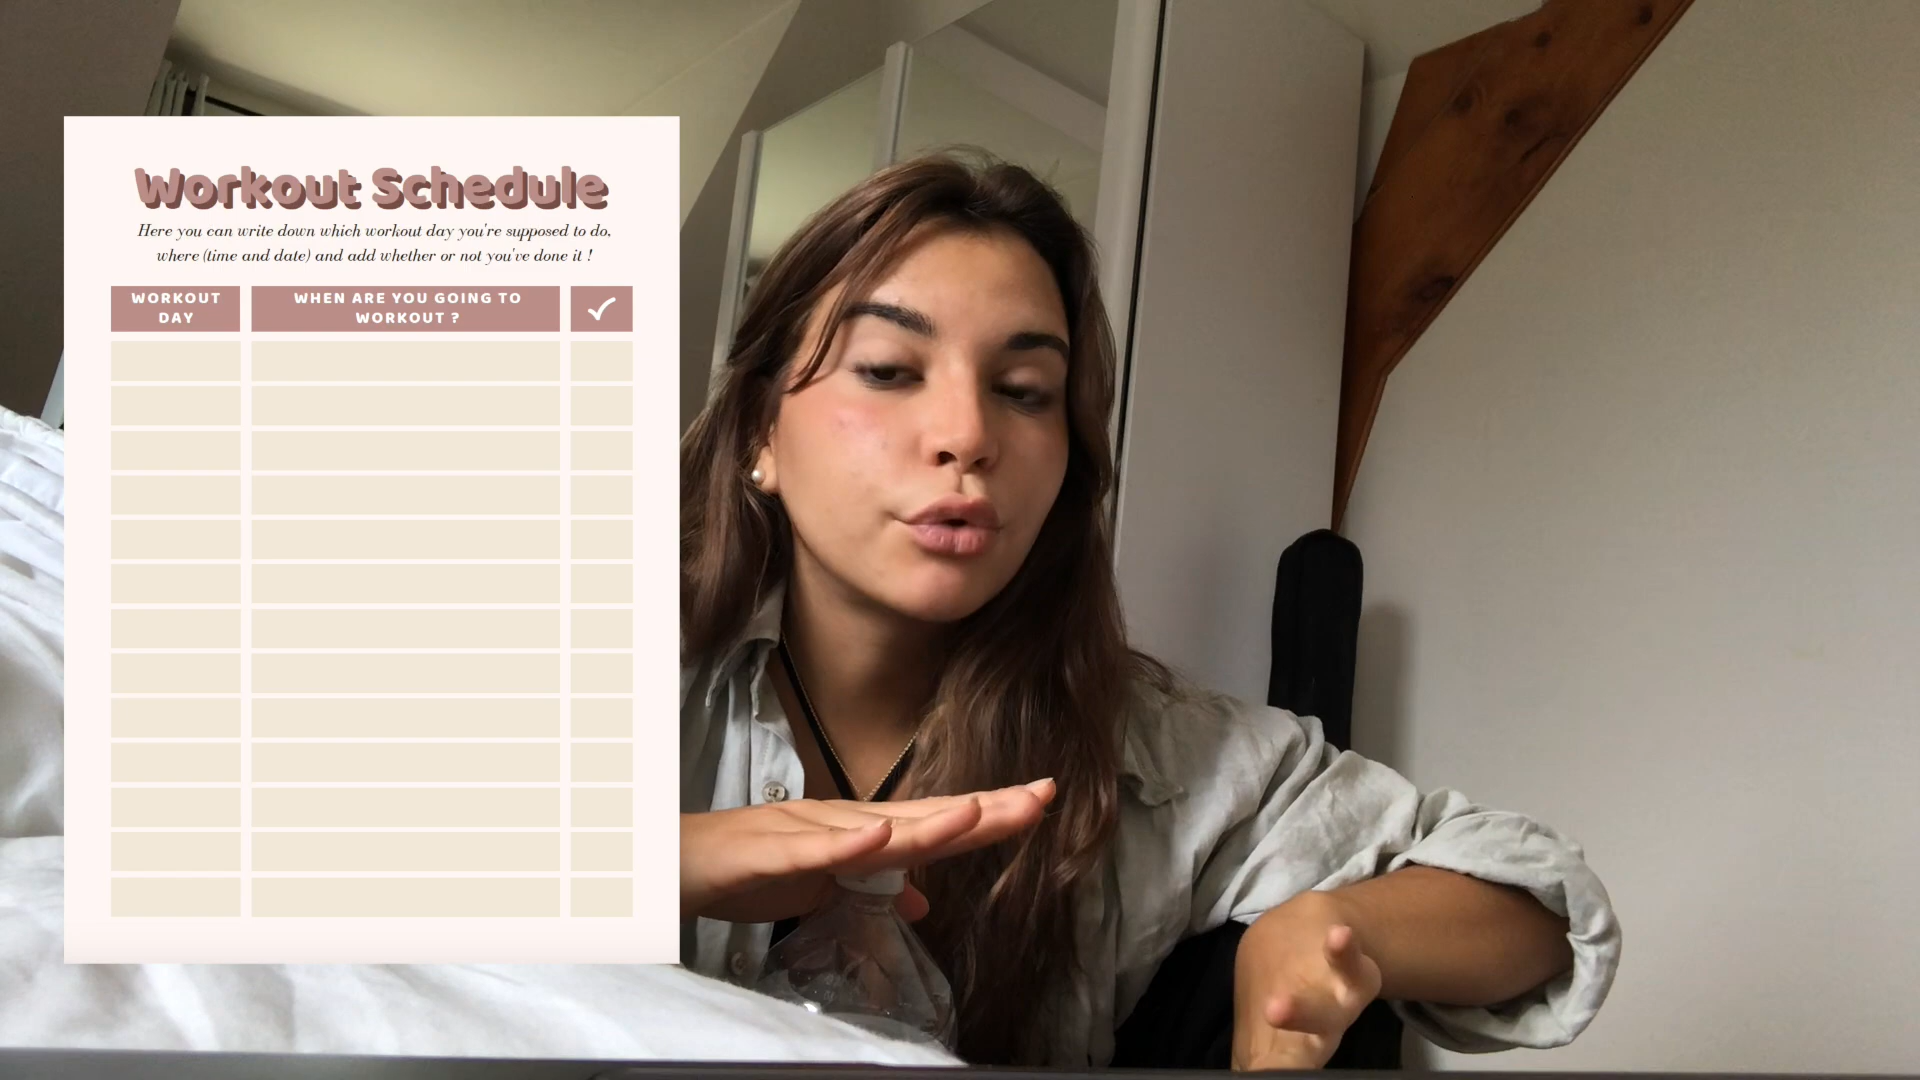 Workout Schedule
Here you can write down which workout day you're supposed to do,
where (time and date) and add whether or not you've done it !
WORKOUT
DAY
WHEN ARE YOU GOING TO
WORKOUT ?